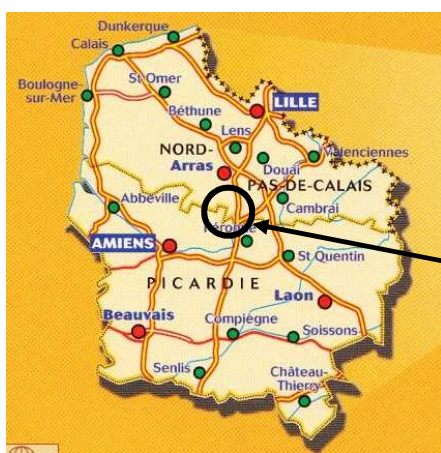 Dunkerque
Calais
Boulogne-
sur-Mer
St Omer
LILLE
Béthune
Lens
NORD-
Valenciennes
Arras
Douai
PAS-DE-CALAIS
Abbéville
Cambrai
AMIENS
St Quentin
PICARDIE
Laon
Beauvais
Compiègne
Soissons
Senlis
Château-
Thierry